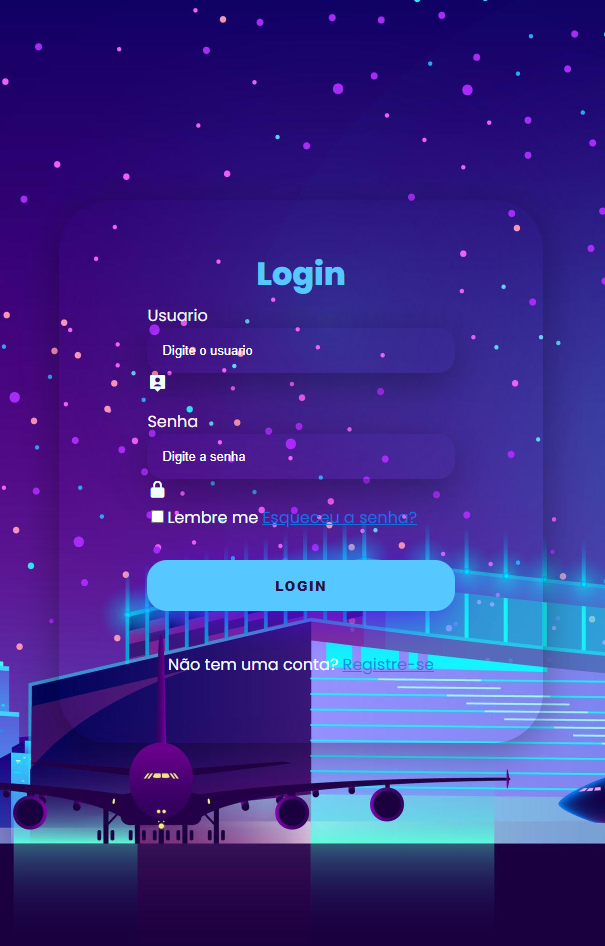 Login
Usuario
Digite o usuario
Senha
Digite a senha
Lembre me Esqueceu a senha?
LOGIN
Não tem uma conta? Registre-se